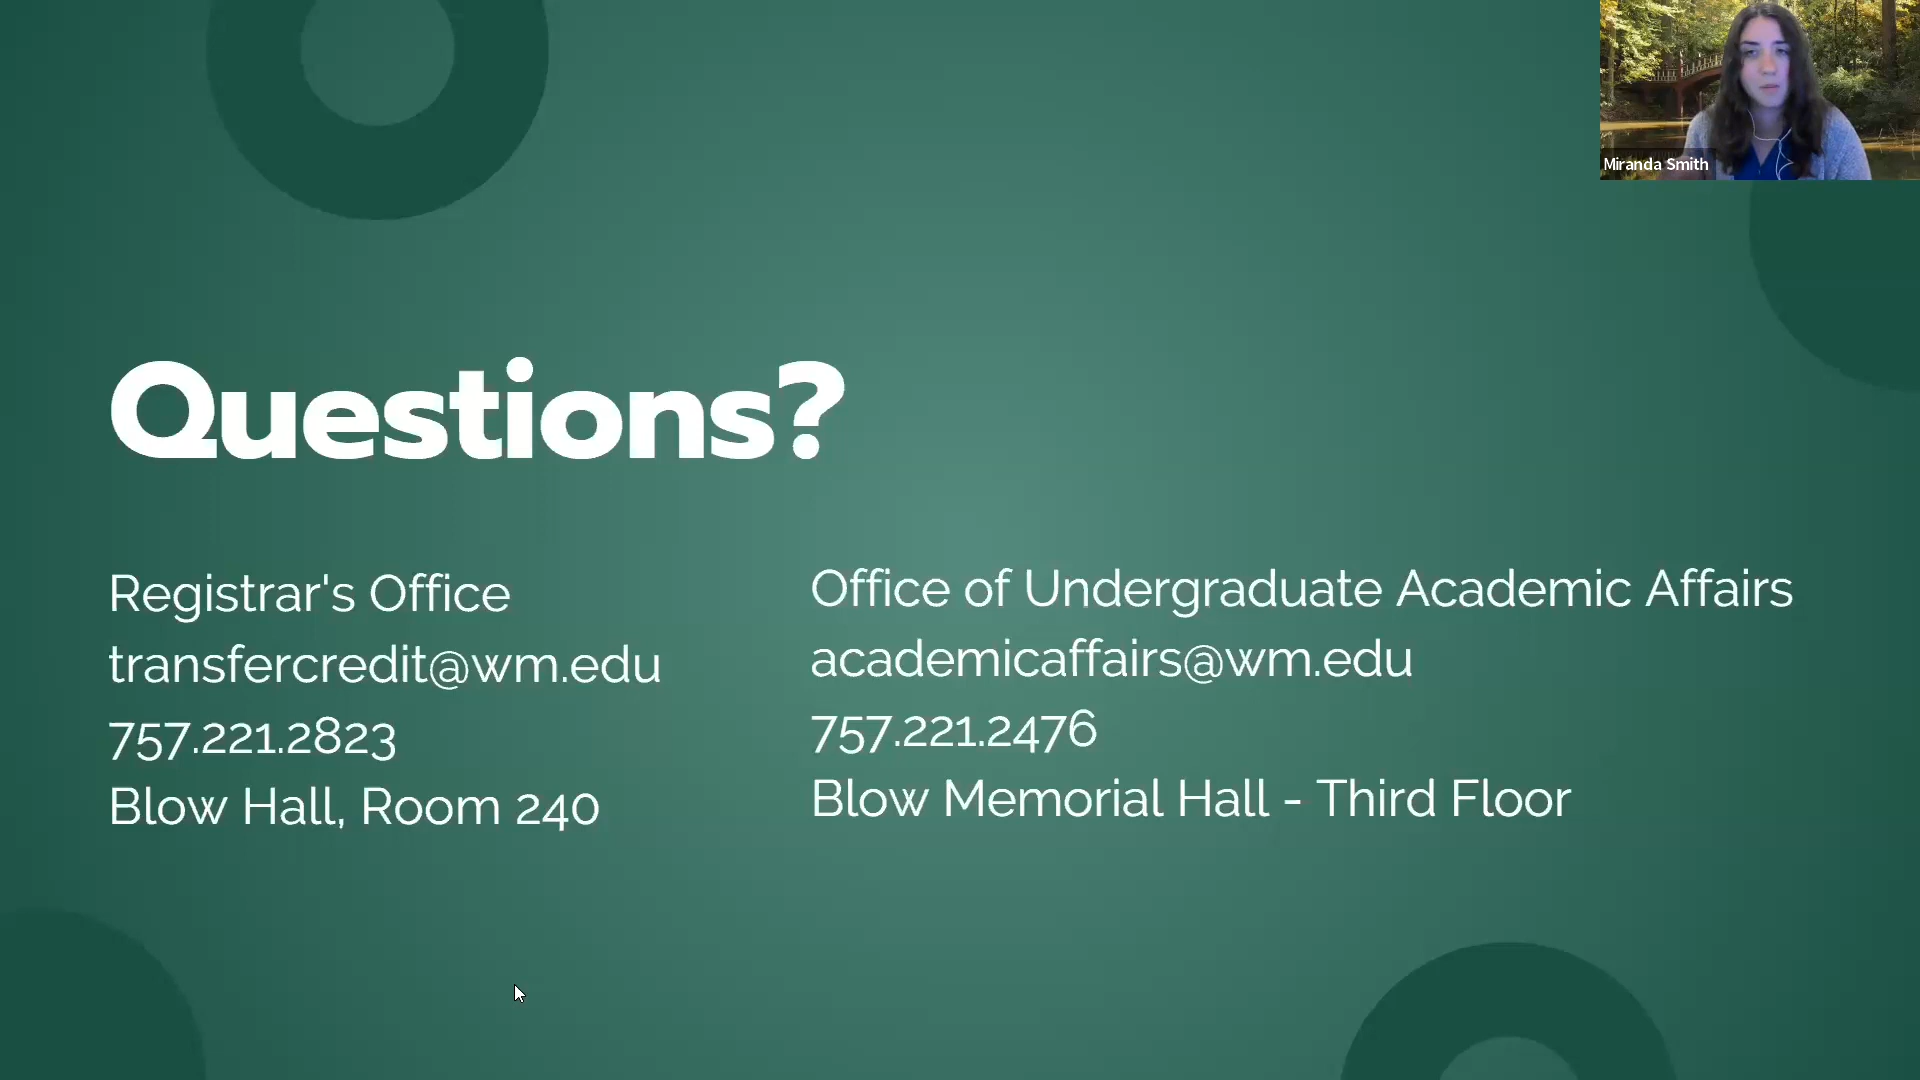 Miranda Smith
Questions?
Registrar's Office
transfercredit@wm.edu
757.221.2823
Blow Hall, Room 240
Office of Undergraduate Academic Affairs
academicaffairs@wm.edu
757.221.2476
Blow Memorial Hall - Third Floor